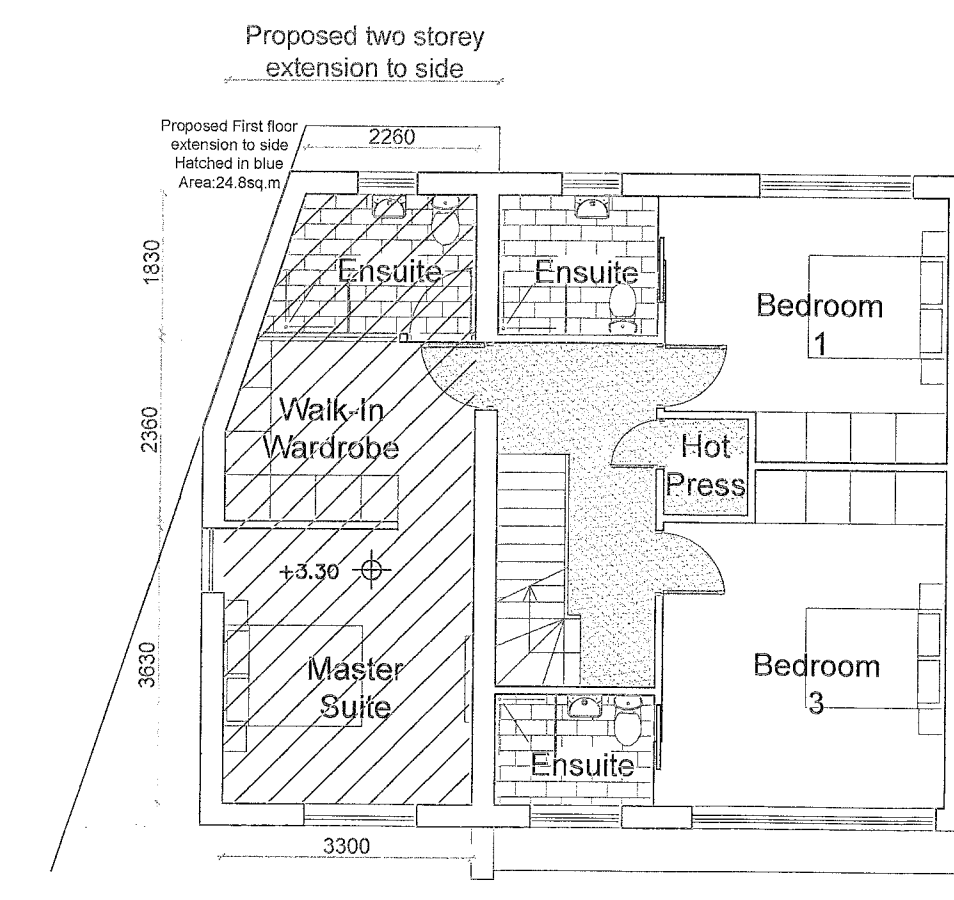 Proposed two storey
extension to side
Proposed First floor
extension to side
Hatched in blue
Area:24.8sq.m
2260
1830
Ensuite
Ensuite
Bedroom
1
2360
Walk-In
Wardrobe
Hot
Press
+3.30
3630
Master
Suite
Bedroom
3
Ensuite
3300